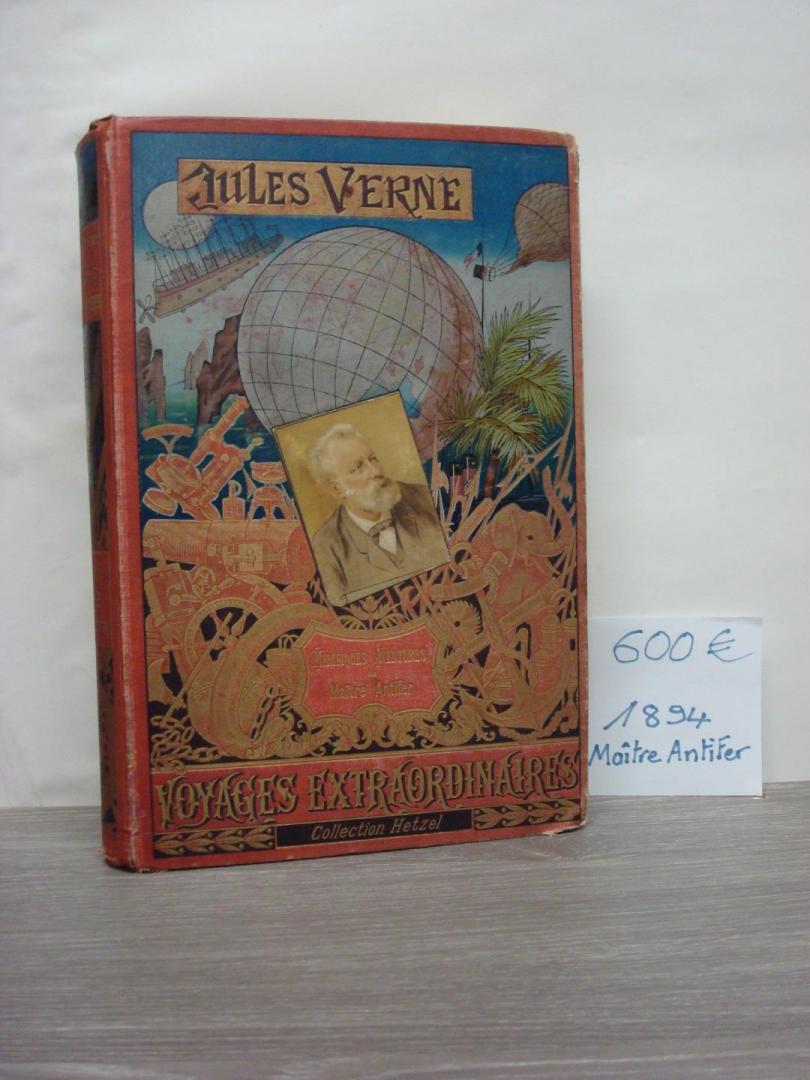 JULES VERNE
MIRIFIQUES AVENTURES
DE
Maître Antifer
VOYAGES EXTRAORDINAIRES
Collection Hetzel
600 €
1894
Maître Antifer